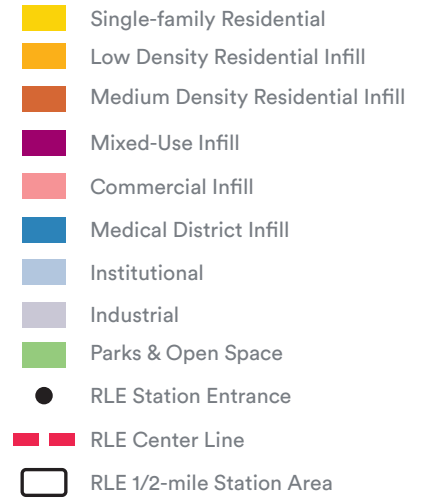 Single-family Residential
Low Density Residential Infill
Medium Density Residential Infill
Mixed-Use Infill
Commercial Infill
Medical District Infill
Institutional
Industrial
Parks & Open Space
RLE Station Entrance
RLE Center Line
RLE 1/2-mile Station Area